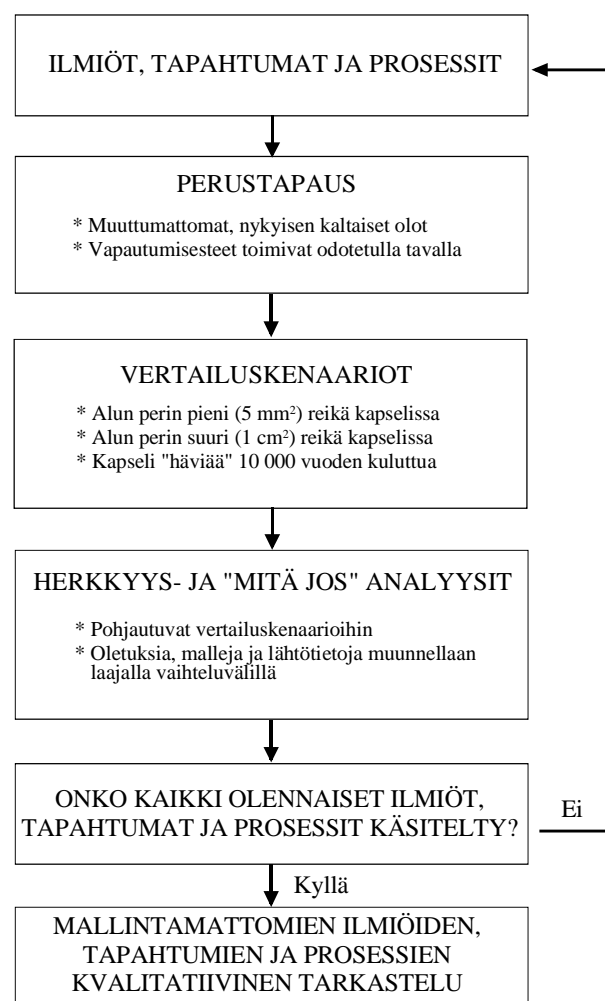 ILMIÖT, TAPAHTUMAT JA PROSESSIT
PERUSTAPAUS
* Muuttumattomat, nykyisen kaltaiset olot
* Vapautumisesteet toimivat odotetulla tavalla
VERTAILUSKENAARIOT
* Alun perin pieni (5 mm²) reikä kapselissa
* Alun perin suuri (1 cm²) reikä kapselissa
* Kapseli "häviää" 10 000 vuoden kuluttua
HERKKYYS- JA "MITÄ JOS" ANALYYSIT
* Pohjautuvat vertailuskenaarioihin
* Oletuksia, malleja ja lähtötietoja muunnellaan
laajalla vaihteluvälillä
ONKO KAIKKI OLENNAISET ILMIÖT,
TAPAHTUMAT JA PROSESSIT KÄSITELTY?
Ei
Kyllä
MALLINTAMATTOMIEN ILMIÖIDEN,
TAPAHTUMIEN JA PROSESSIEN
KVALITATIIVINEN TARKASTELU